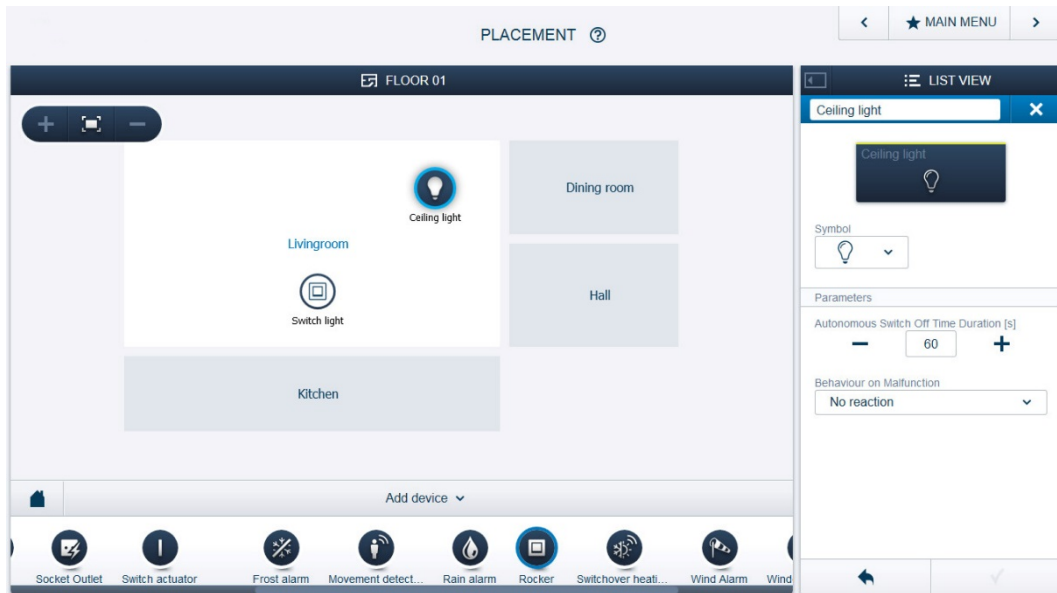 PLACEMENT ?
MAIN MENU
FLOOR 01
LIST VIEW
Ceiling light
Ceiling light
Symbol
Parameters
Autonomous Switch Off Time Duration [s]
60
Behaviour on Malfunction
No reaction
Ceiling light
Livingroom
Switch light
Dining room
Hall
Kitchen
Add device
Socket Outlet
Switch actuator
Frost alarm
Movement detect...
Rain alarm
Rocker
Switchover heati...
Wind Alarm
Wind